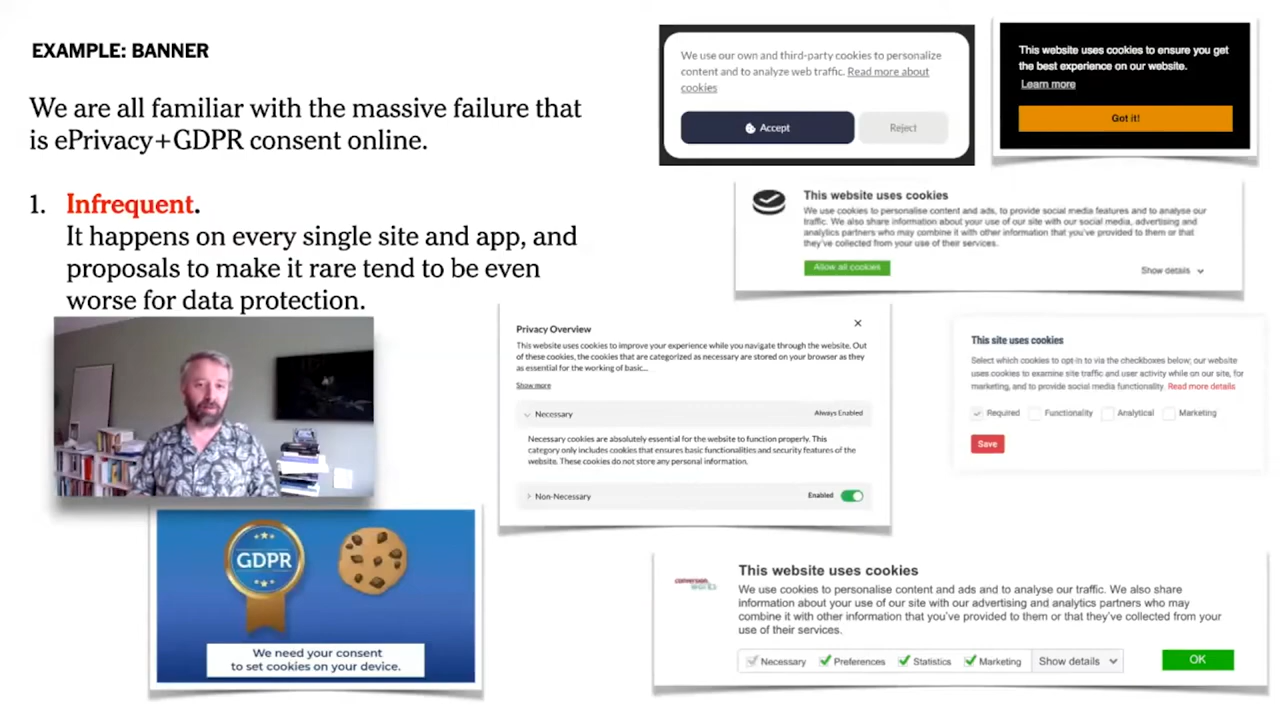 EXAMPLE: BANNER
We are all familiar with the massive failure that
is ePrivacy+GDPR consent online.
1. Infrequent.
It happens on every single site and app, and
proposals to make it rare tend to be even
worse for data protection.
We use our own and third-party cookies to personalize
content and to analyze web traffic. Read more about
cookies
Accept
Reject
This website uses cookies to ensure you get
the best experience on our website.
Learn more
Got it!
This website uses cookies
We use cookies to personalise content and ads, to provide social media features and to analyse our
traffic. We also share information about your use of our site with our social media, advertising and
analytics partners who may combine it with other information that you've provided to them or that
they've collected from your use of their services.
Allow all cookies
Show details
Privacy Overview
This website uses cookies to improve your experience while you navigate through the website. Out
of these cookies, the cookies that are categorized as necessary are stored on your browser as they
as essential for the working of basic...
Show more
Necessary
Always Enabled
Necessary cookies are absolutely essential for the website to function properly. This
category only includes cookies that ensures basic functionalities and security features of the
website. These cookies do not store any personal information.
Non-Necessary
Enabled
This site uses cookies
Select which cookies to opt-in to via the checkboxes below; our website
uses cookies to examine site traffic and user activity while on our site, for
marketing, and to provide social media functionality. Read more details
Required Functionality Analytical Marketing
Save
GDPR
We need your consent
to set cookies on your device.
This website uses cookies
We use cookies to personalise content and ads and to analyse our traffic. We also share
information about your use of our site with our advertising and analytics partners who may
combine it with other information that you've provided to them or that they've collected from your
use of their services.
Necessary Preferences Statistics Marketing Show details
OK